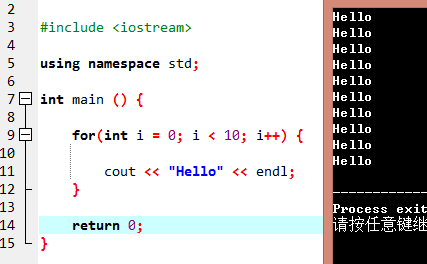 2
3 #include <iostream>
4
5 using namespace std;
6
7 int main () {
8
9 for(int i = 0; i < 10; i++) {
10
11 cout << "Hello" << endl;
12 }
13
14 return 0;
15 }
Hello
Hello
Hello
Hello
Hello
Hello
Hello
Hello
Hello
Hello
------------
Process exit
请按任意键继